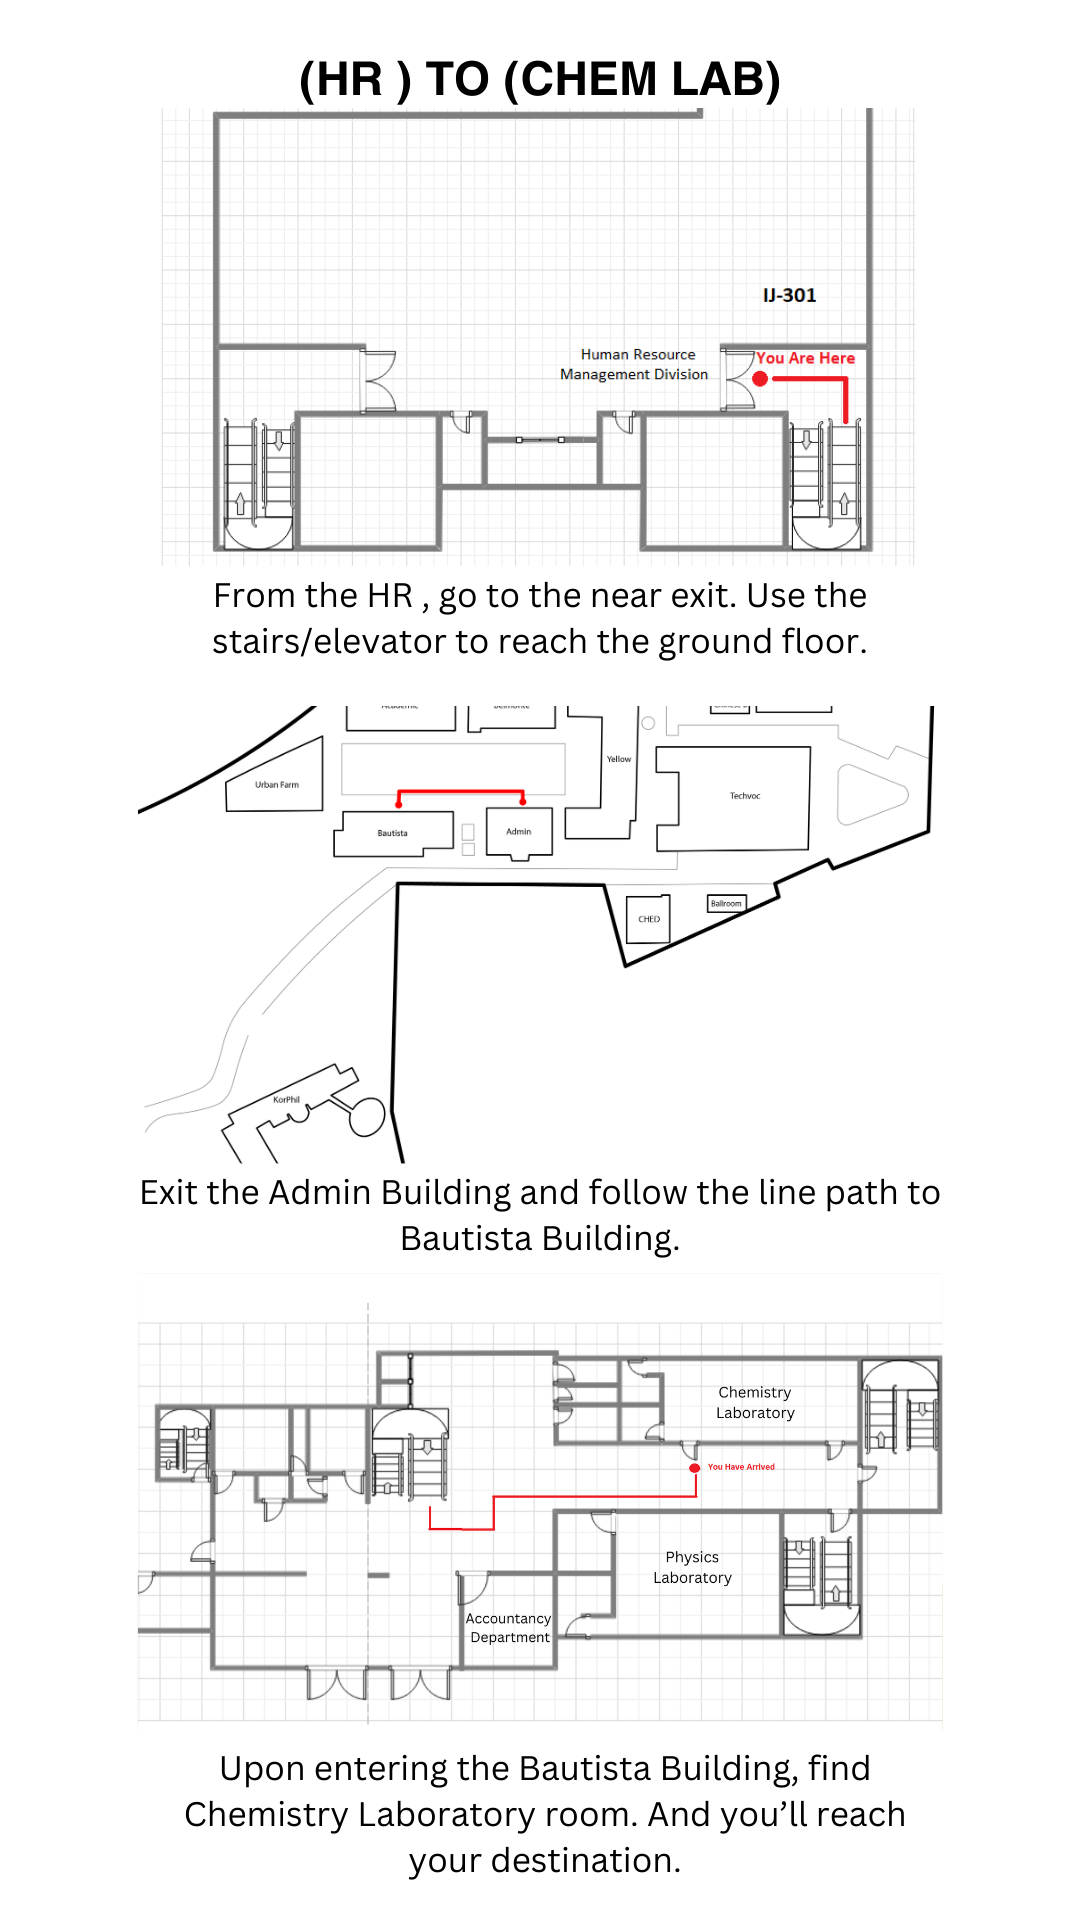 (HR ) TO (CHEM LAB)
IJ-301
Human Resource
Management Division
You Are Here
From the HR , go to the near exit. Use the
stairs/elevator to reach the ground floor.
Academic
Belmonte
Yellow
Urban Farm
Techvoc
Bautista
Admin
CHED
Ballroom
KorPhil
Exit the Admin Building and follow the line path to
Bautista Building.
Chemistry
Laboratory
You Have Arrived
Physics
Laboratory
Accountancy
Department
Upon entering the Bautista Building, find
Chemistry Laboratory room. And you’ll reach
your destination.